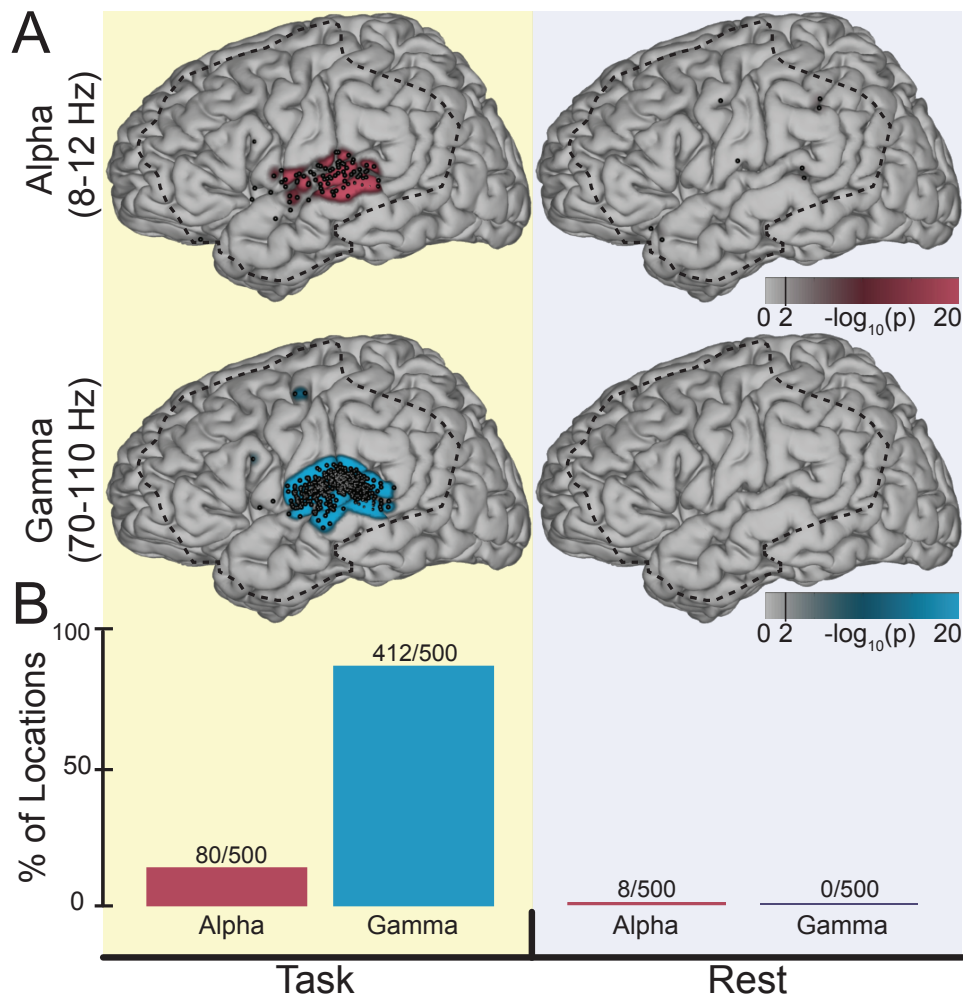 A
Alpha
(8-12 Hz)
0 2 -log10(p) 20
Gamma
(70-110 Hz)
0 2 -log10(p) 20
B
% of Locations
100
50
0
80/500
412/500
8/500
0/500
Alpha
Gamma
Alpha
Gamma
Task
Rest